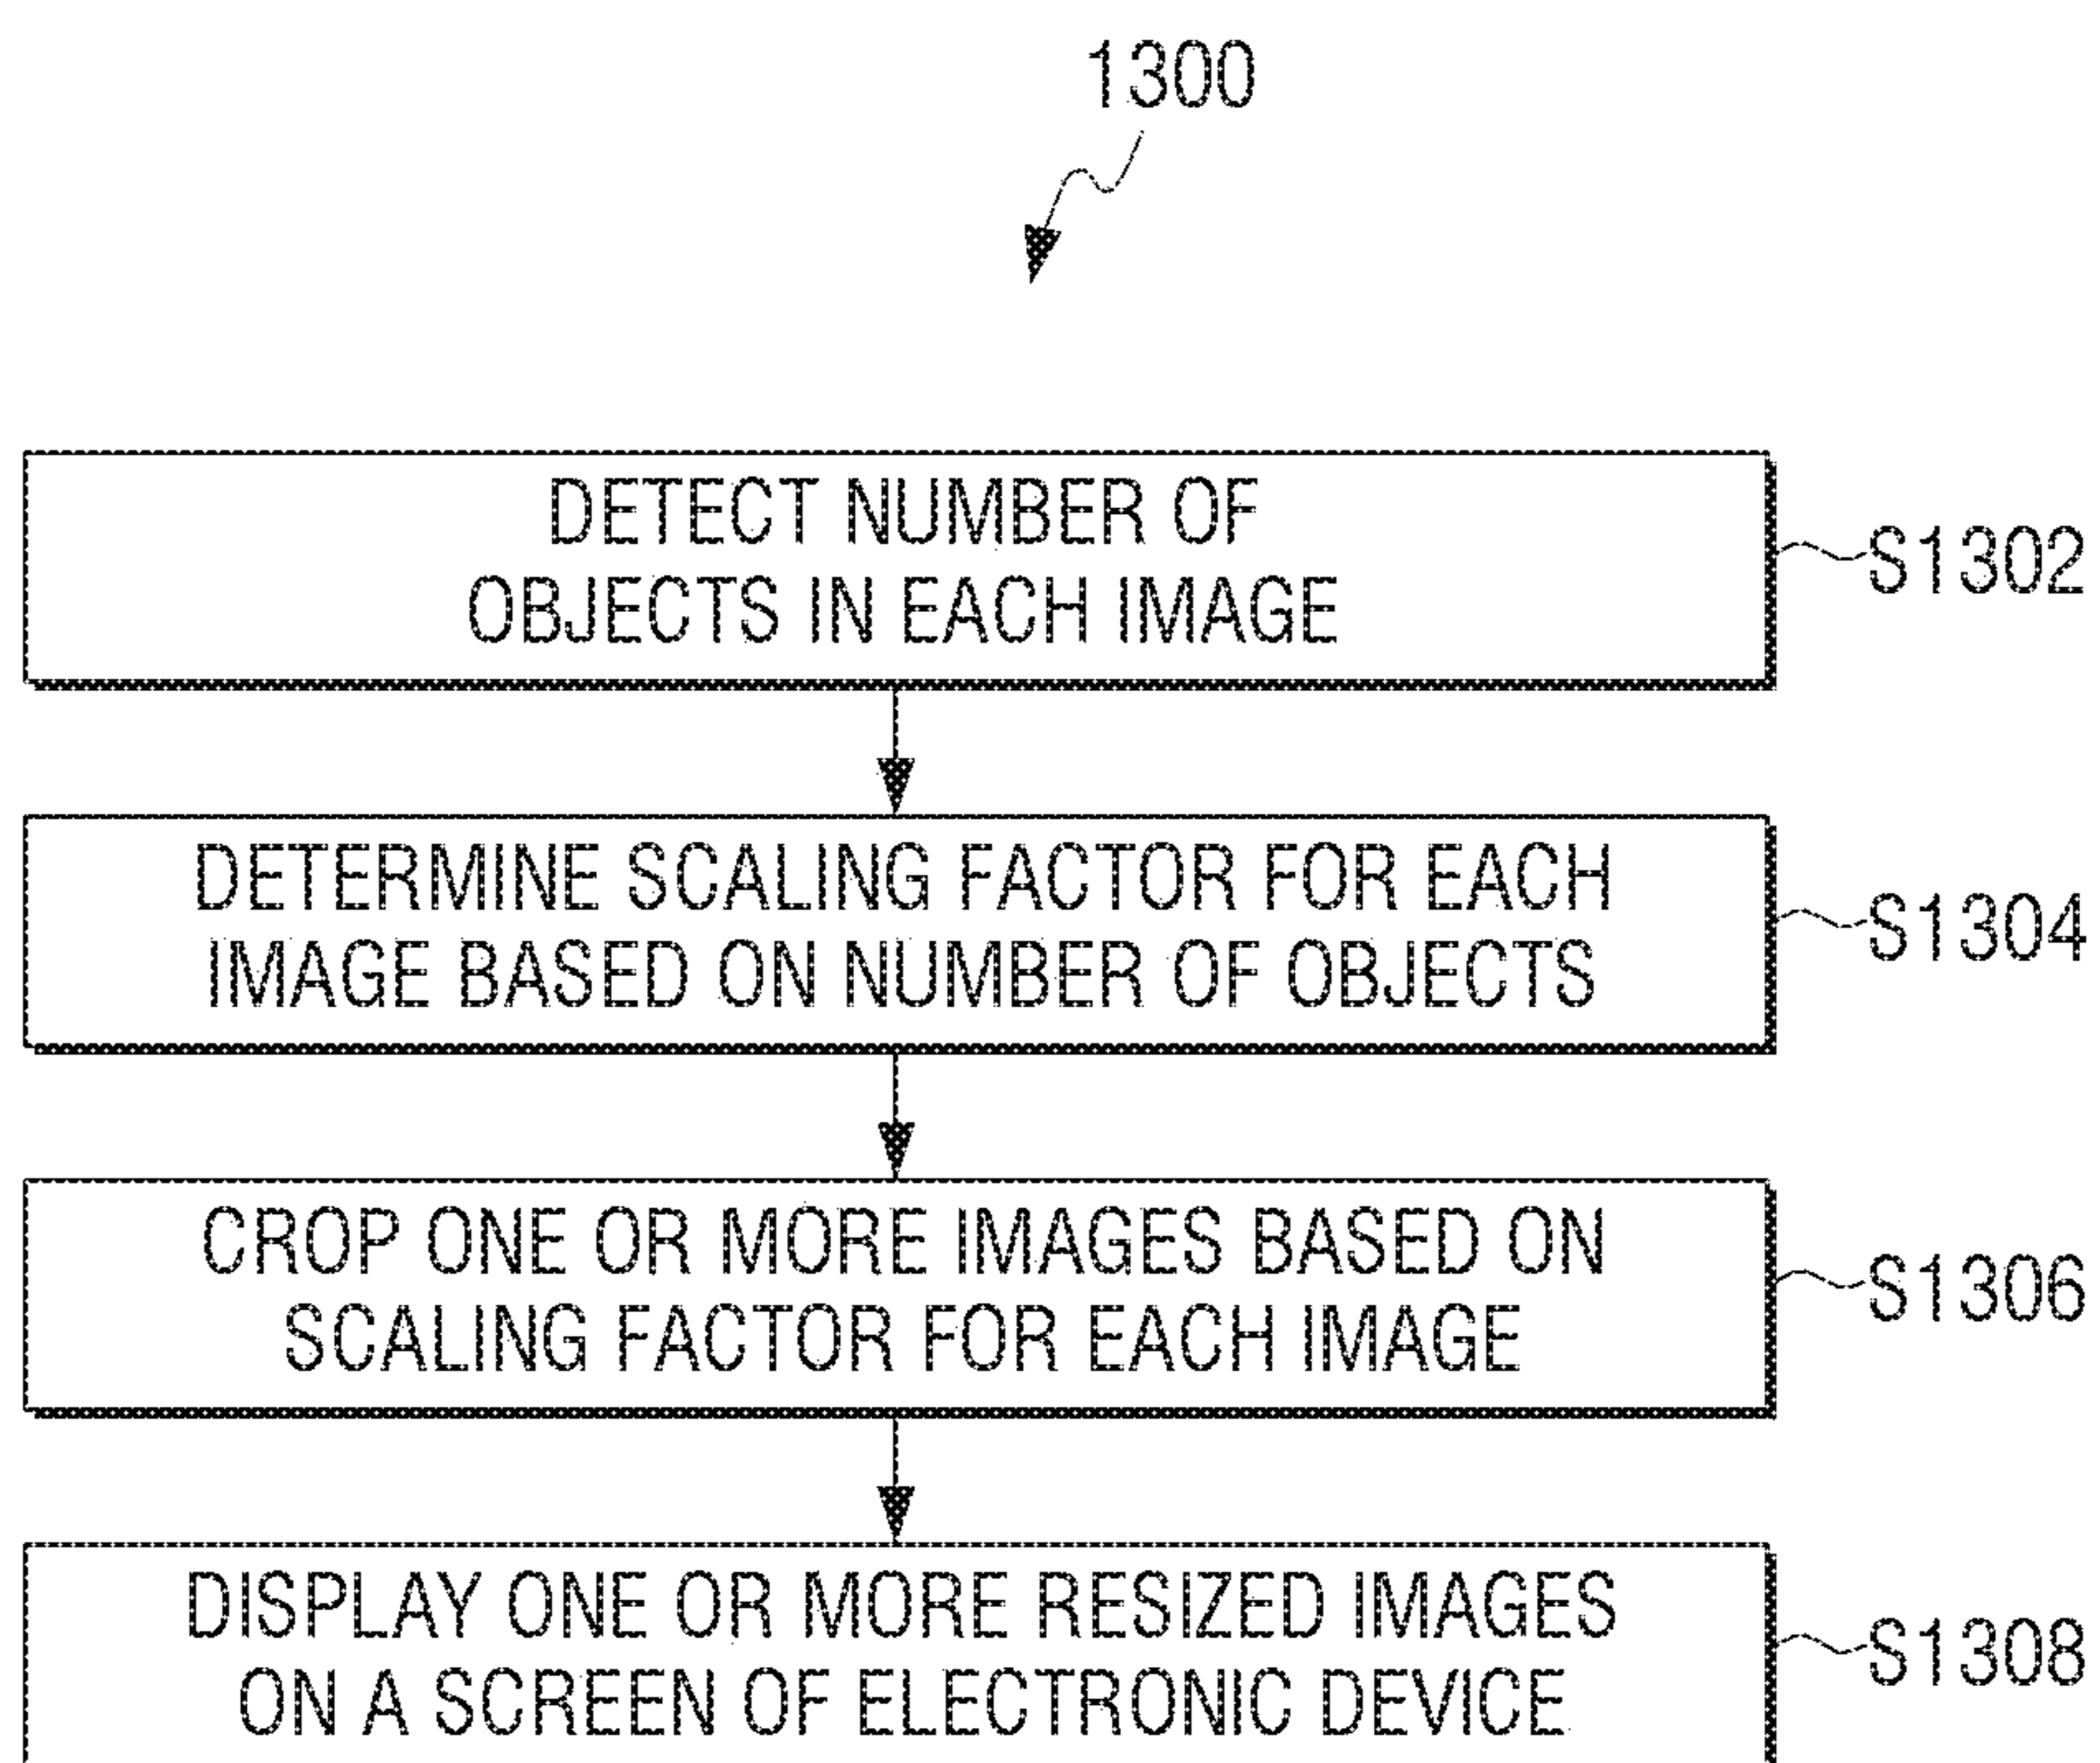 1300
DETECT NUMBER OF
OBJECTS IN EACH IMAGE
S1302
DETERMINE SCALING FACTOR FOR EACH
IMAGE BASED ON NUMBER OF OBJECTS
S1304
CROP ONE OR MORE IMAGES BASED ON
SCALING FACTOR FOR EACH IMAGE
S1306
DISPLAY ONE OR MORE RESIZED IMAGES
ON A SCREEN OF ELECTRONIC DEVICE
S1308